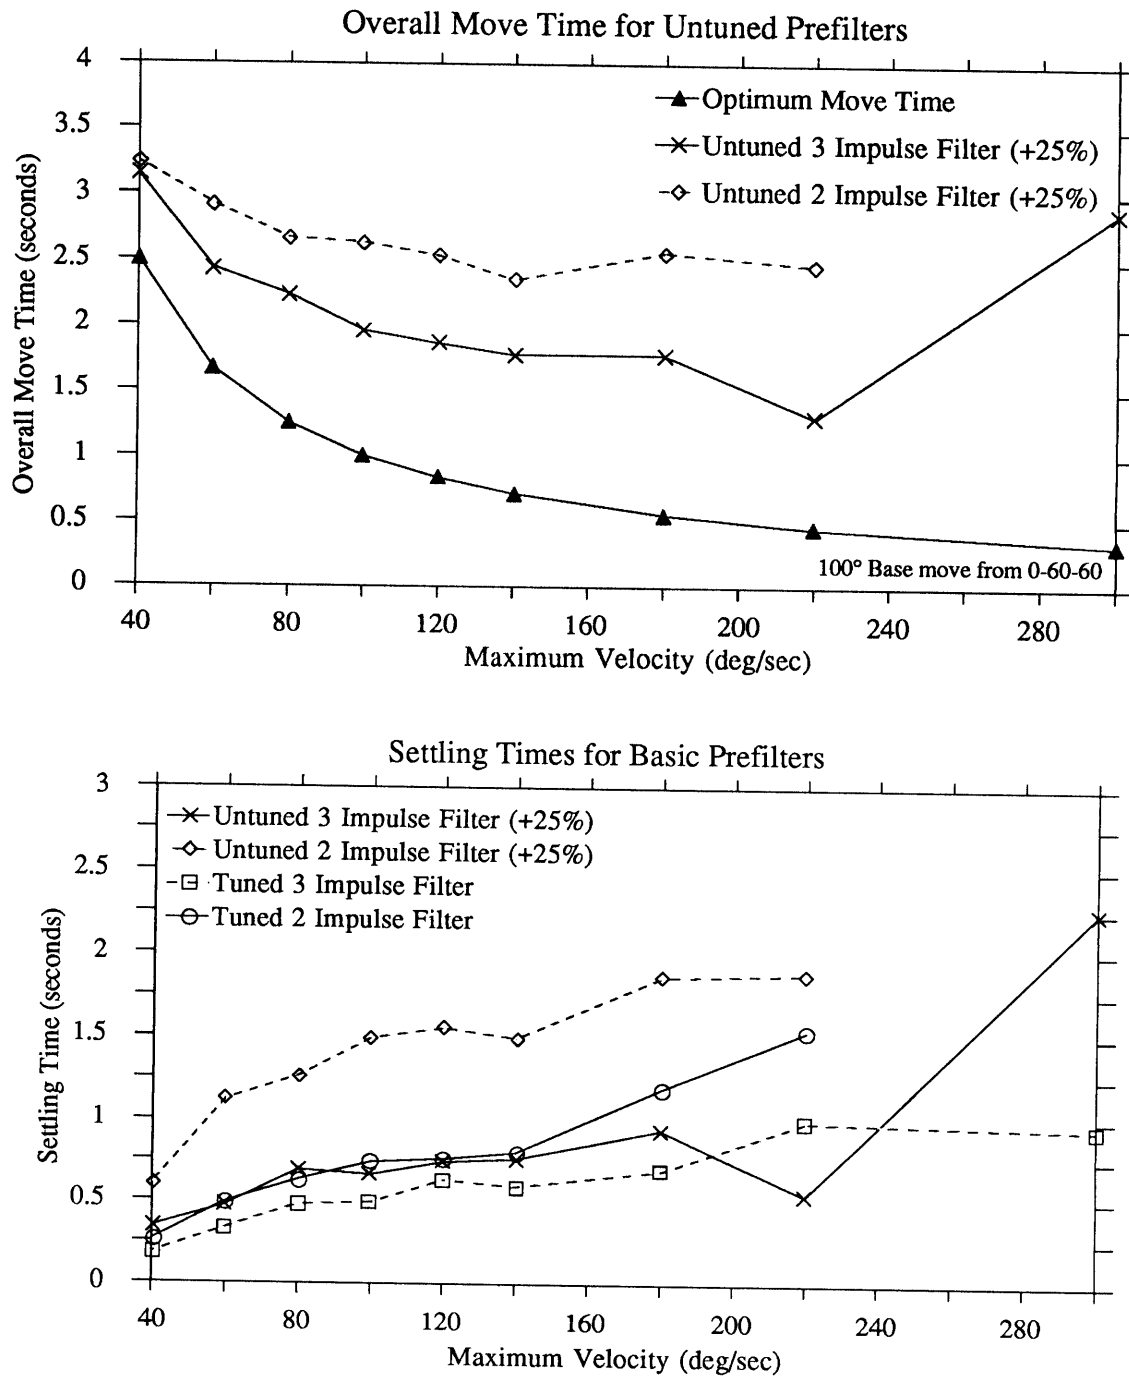 Overall Move Time for Untuned Prefilters
4
3.5
3
2.5
2
1.5
1
0.5
0
Overall Move Time (seconds)
Optimum Move Time
Untuned 3 Impulse Filter (+25%)
Untuned 2 Impulse Filter (+25%)
100° Base move from 0-60-60
40 80 120 160 200 240 280
Maximum Velocity (deg/sec)
Settling Times for Basic Prefilters
3
2.5
2
1.5
1
0.5
0
Settling Time (seconds)
Untuned 3 Impulse Filter (+25%)
Untuned 2 Impulse Filter (+25%)
Tuned 3 Impulse Filter
Tuned 2 Impulse Filter
40 80 120 160 200 240 280
Maximum Velocity (deg/sec)